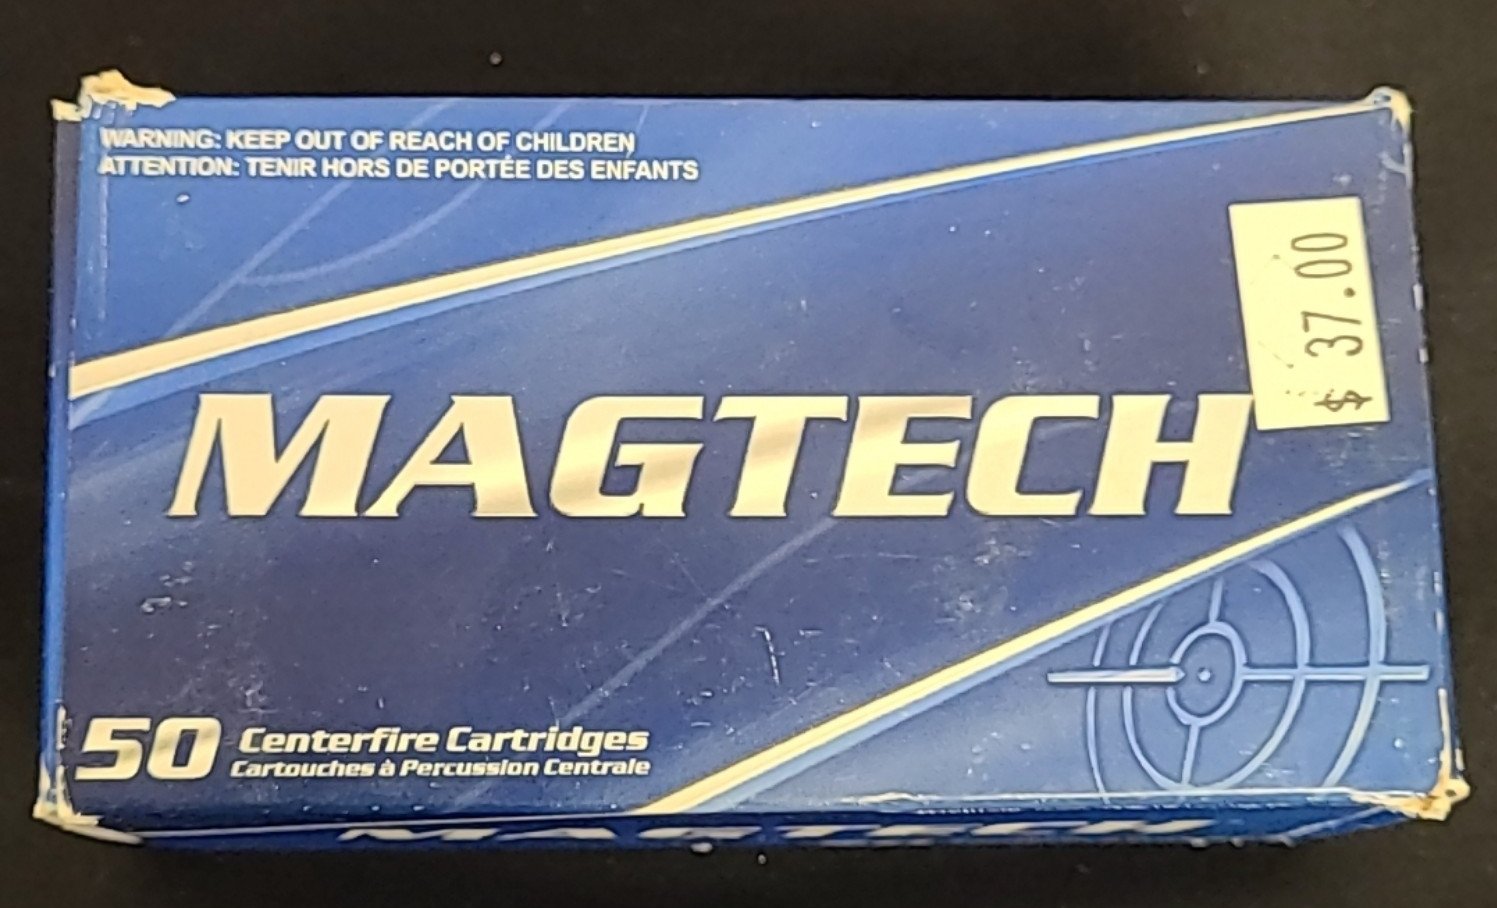 WARNING: KEEP OUT OF REACH OF CHILDREN
ATTENTION: TENIR HORS DE PORTÉE DES ENFANTS
$ 37.00
MAGTECH
50 Centerfire Cartridges
Cartouches à Percussion Centrale
MAGTECH